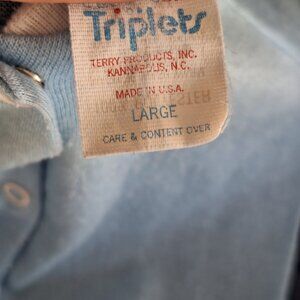 Triplets
TERRY PRODUCTS, INC.
KANNAPOLIS, N.C.
MADE IN U.S.A.
LARGE
CARE & CONTENT OVER